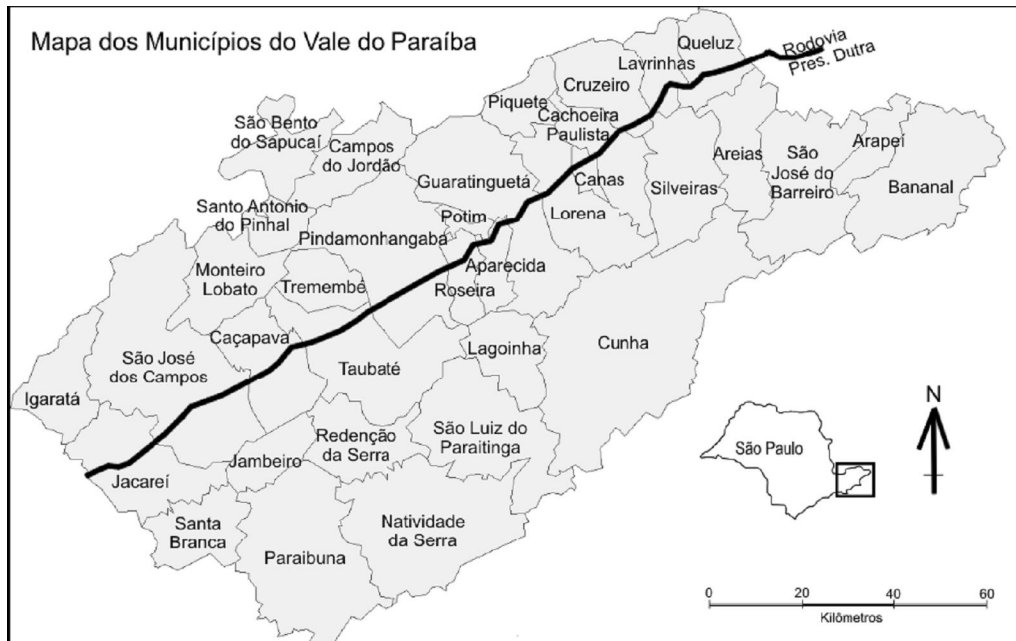 Mapa dos Municípios do Vale do Paraíba
Queluz
Rodovia
Pres. Dutra
Lavrinhas
Cruzeiro
Piquete
Cachoeira
Paulista
São Bento
do Sapucaí
Campos
do Jordão
Guaratinguetá
Canas
Silveiras
Areias
São
José do
Barreiro
Arapeí
Bananal
Santo Antonio
do Pinhal
Potim
Lorena
Pindamonhangaba
Monteiro
Lobato
Tremembé
Aparecida
Roseira
Caçapava
São José
dos Campos
Taubaté
Lagoinha
Cunha
Igaratá
Redenção
da Serra
São Luiz do
Paraitinga
Jambeiro
Jacareí
Santa
Branca
Paraibuna
Natividade
da Serra
São Paulo
N
0 20 40 60
Kilômetros